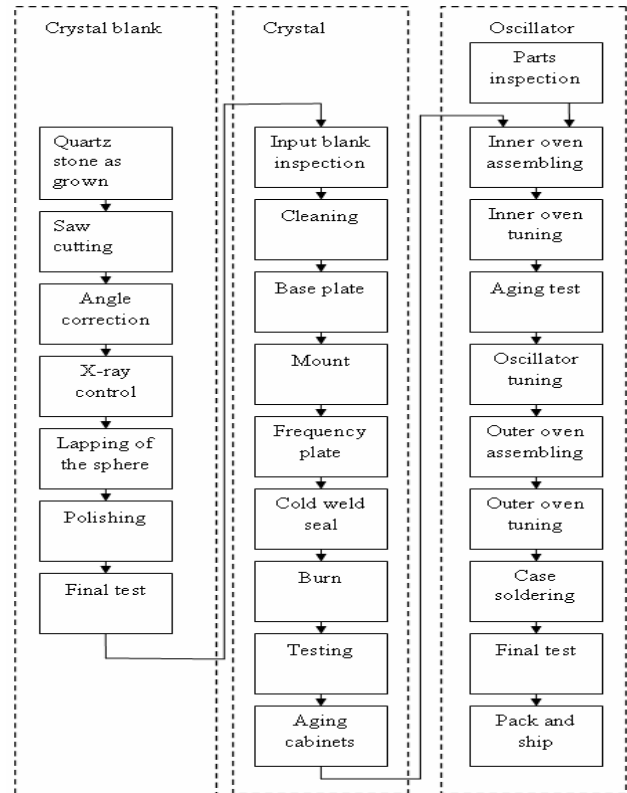 Crystal blank
Quartz
stone as
grown
Saw
cutting
Angle
correction
X-ray
control
Lapping of
the sphere
Polishing
Final test
Crystal
Input blank
inspection
Cleaning
Base plate
Mount
Frequency
plate
Cold weld
seal
Burn
Testing
Aging
cabinets
Oscillator
Parts
inspection
Inner oven
assembling
Inner oven
tuning
Aging test
Oscillator
tuning
Outer oven
assembling
Outer oven
tuning
Case
soldering
Final test
Pack and
ship